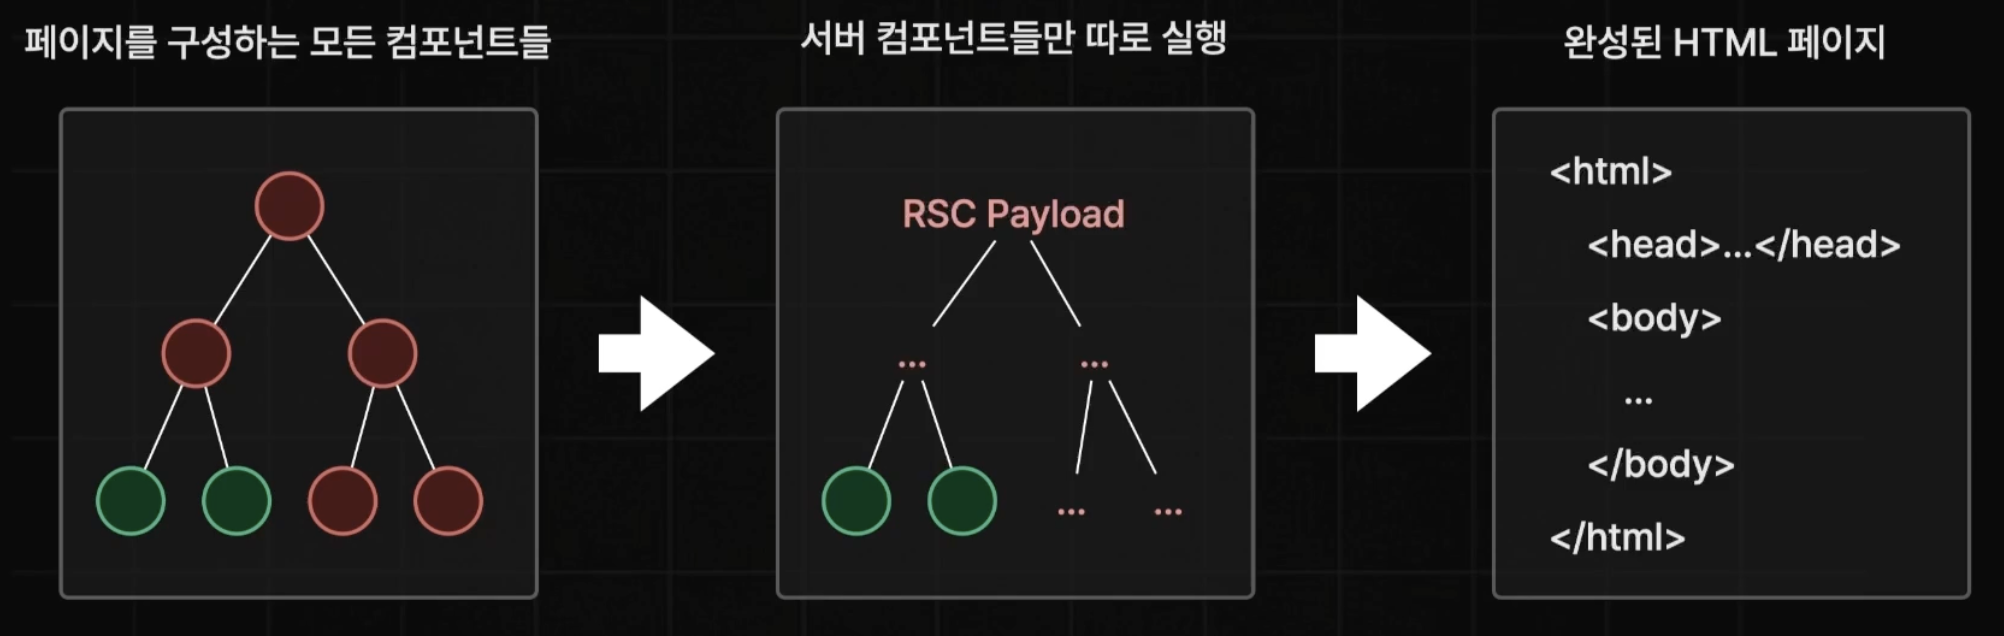 페이지를 구성하는 모든 컴포넌트들
서버 컴포넌트들만 따로 실행
RSC Payload
...
...
...
...
완성된 HTML 페이지
<html>
<head>...</head>
<body>
...
</body>
</html>